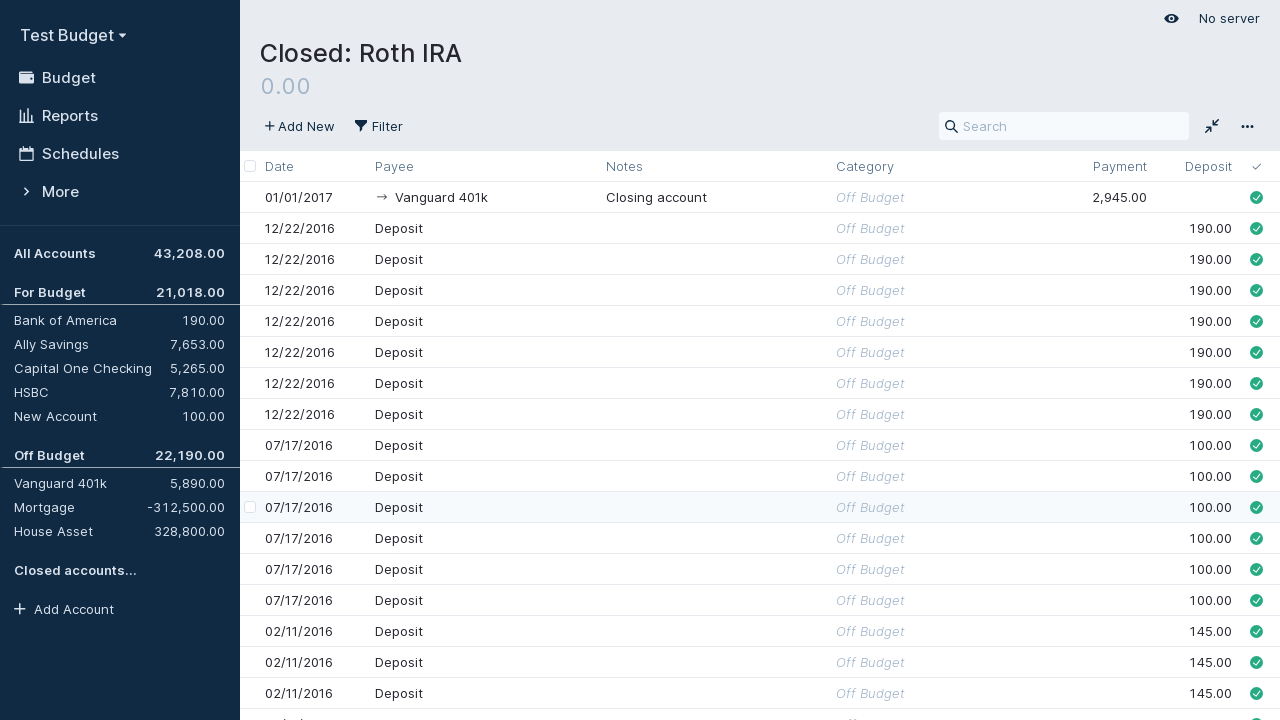 Test Budget
Budget
Reports
Schedules
More
All Accounts 43,208.00
For Budget 21,018.00
Bank of America 190.00
Ally Savings 7,653.00
Capital One Checking 5,265.00
HSBC 7,810.00
New Account 100.00
Off Budget 22,190.00
Vanguard 401k 5,890.00
Mortgage -312,500.00
House Asset 328,800.00
Closed accounts...
Add Account
No server
Closed: Roth IRA
0.00
Add New Filter Search
Date Payee Notes Category Payment Deposit
01/01/2017 → Vanguard 401k Closing account Off Budget 2,945.00
12/22/2016 Deposit Off Budget 190.00
12/22/2016 Deposit Off Budget 190.00
12/22/2016 Deposit Off Budget 190.00
12/22/2016 Deposit Off Budget 190.00
12/22/2016 Deposit Off Budget 190.00
12/22/2016 Deposit Off Budget 190.00
12/22/2016 Deposit Off Budget 190.00
07/17/2016 Deposit Off Budget 100.00
07/17/2016 Deposit Off Budget 100.00
07/17/2016 Deposit Off Budget 100.00
07/17/2016 Deposit Off Budget 100.00
07/17/2016 Deposit Off Budget 100.00
07/17/2016 Deposit Off Budget 100.00
02/11/2016 Deposit Off Budget 145.00
02/11/2016 Deposit Off Budget 145.00
02/11/2016 Deposit Off Budget 145.00